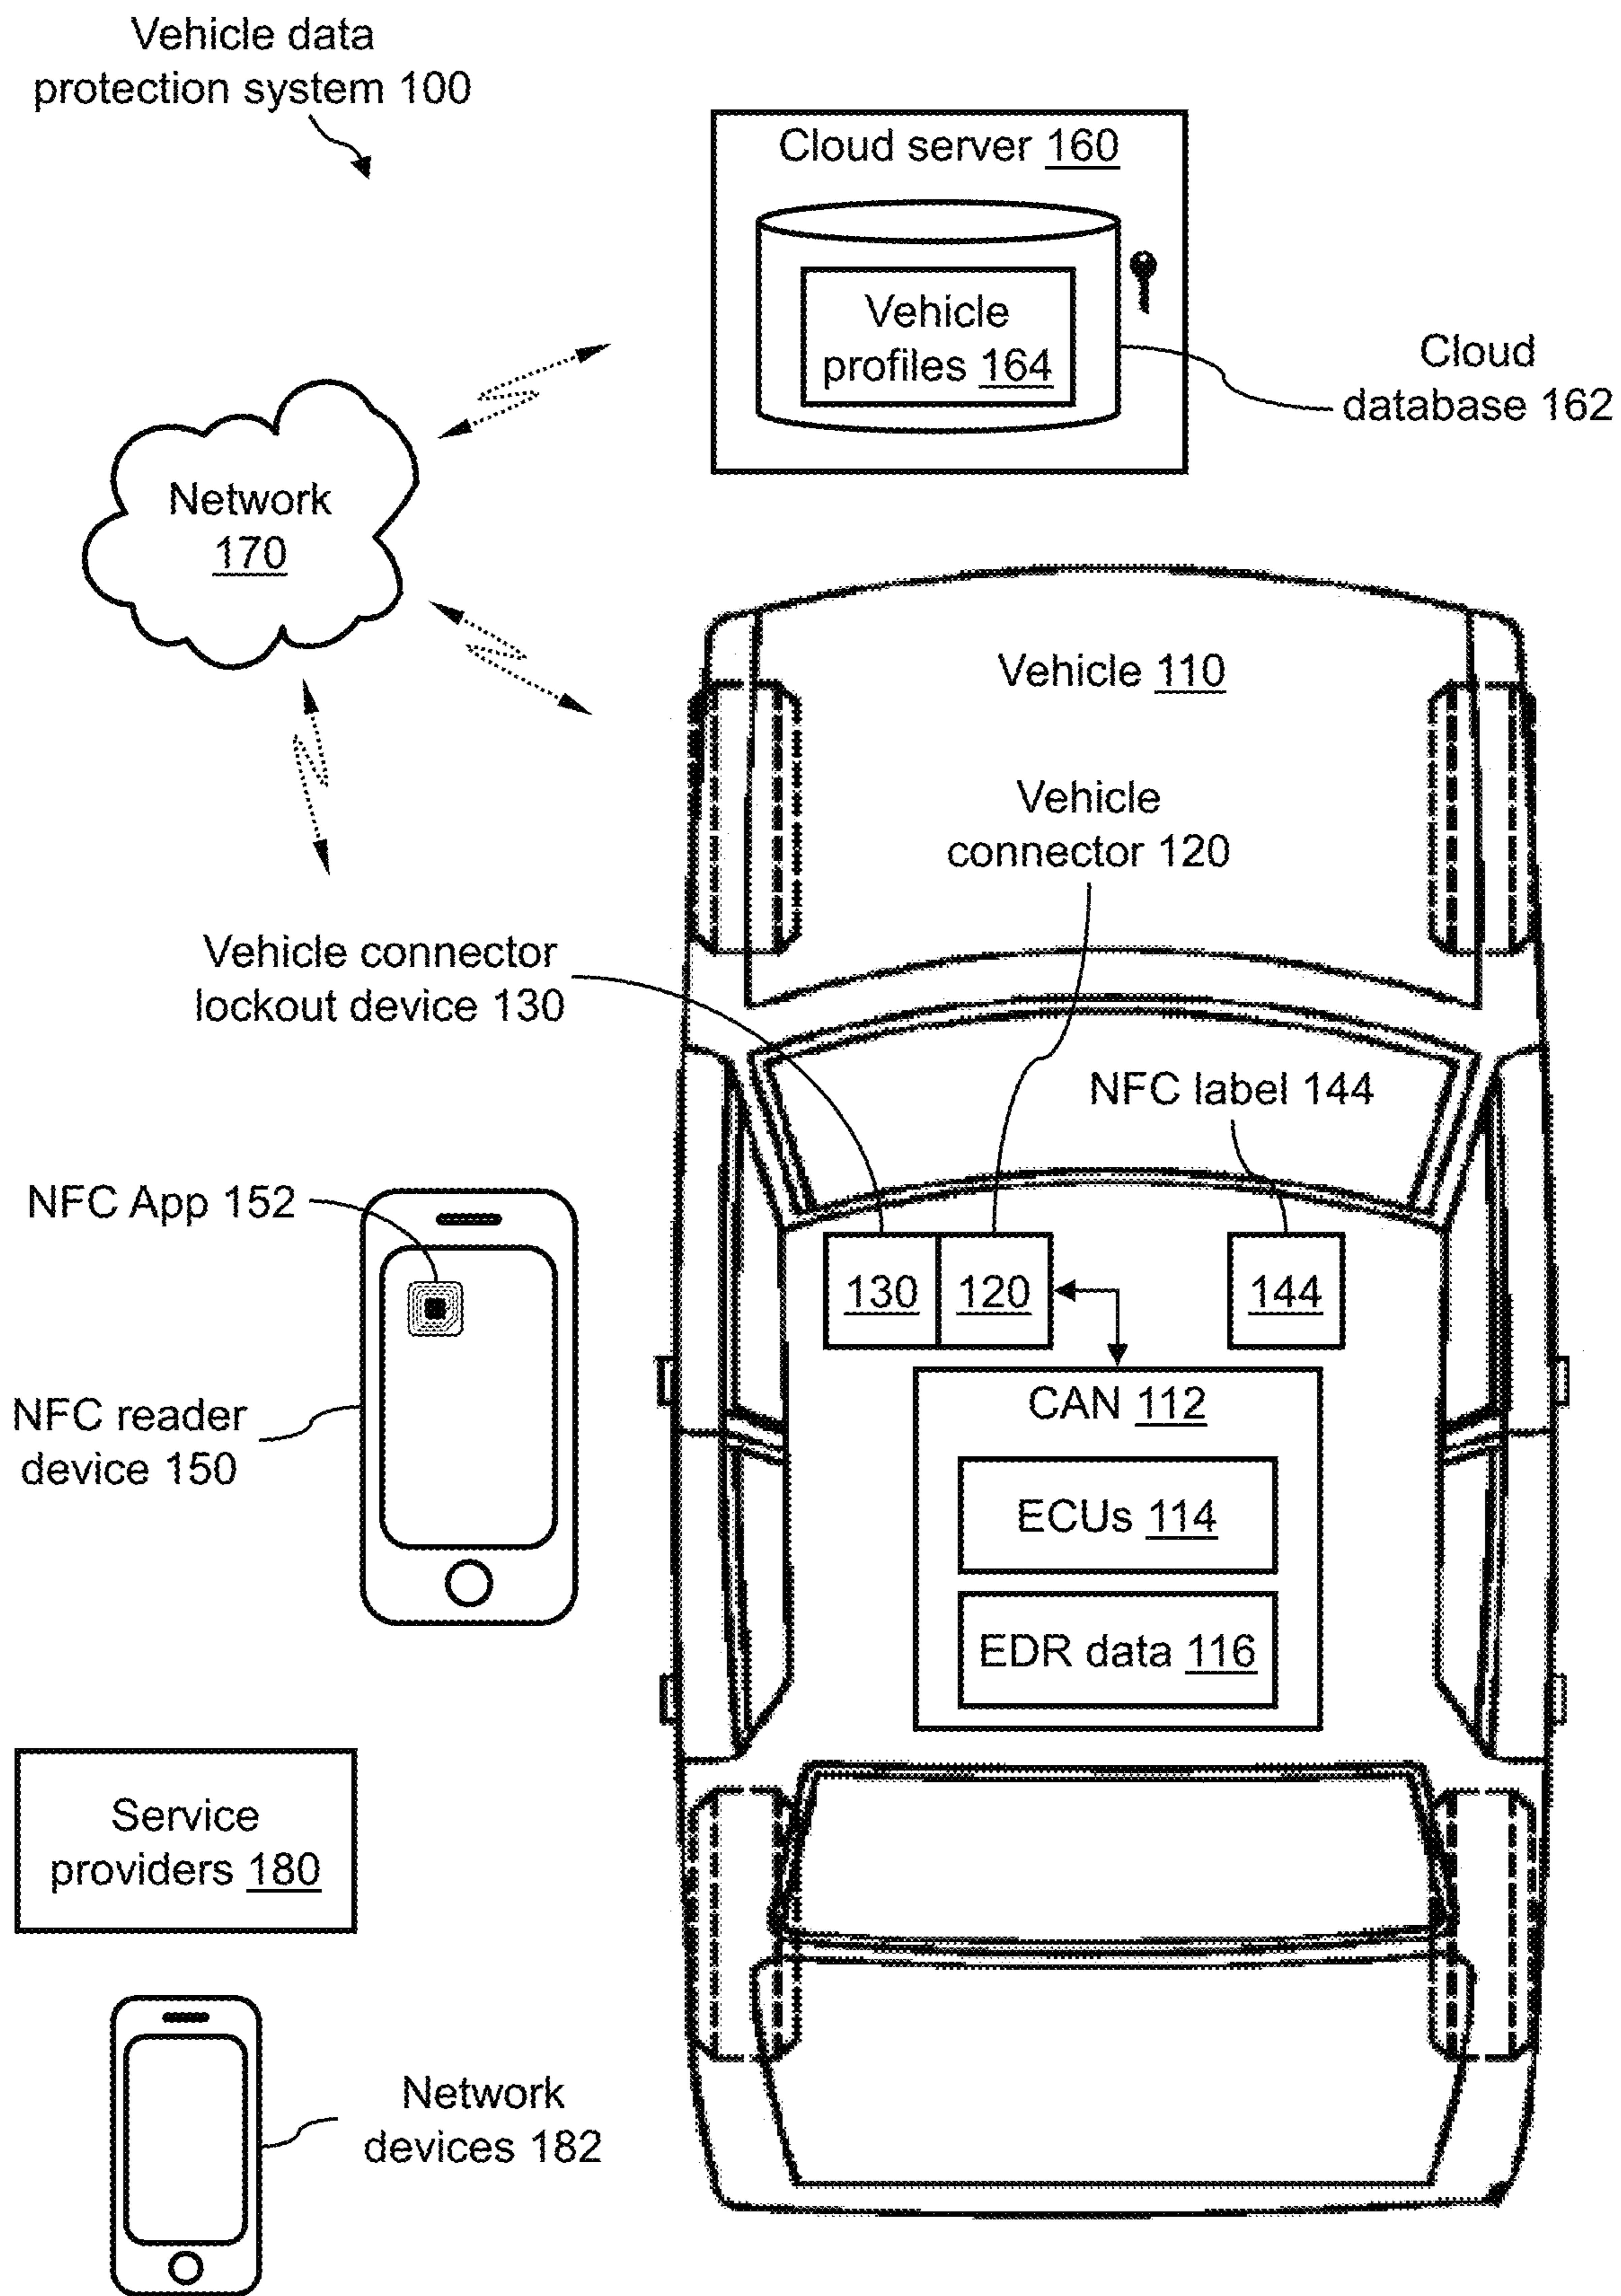 Vehicle data
protection system 100
Cloud server 160
Vehicle
profiles 164
Cloud
database 162
Network
170
Vehicle 110
Vehicle
connector 120
Vehicle connector
lockout device 130
NFC label 144
NFC App 152
130
120
144
CAN 112
NFC reader
device 150
ECUs 114
EDR data 116
Service
providers 180
Network
devices 182